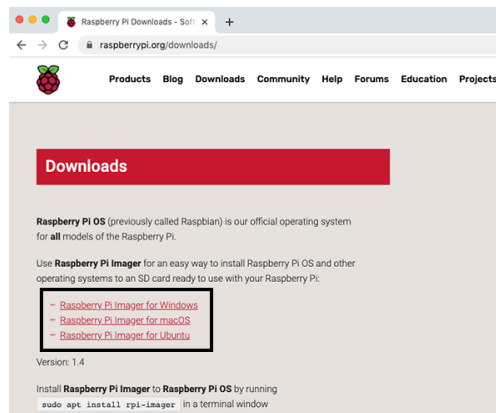 Raspberry Pi Downloads - Soft
raspberrypi.org/downloads/
Products Blog Downloads Community Help Forums Education Projects
Downloads
Raspberry Pi OS (previously called Raspbian) is our official operating system
for all models of the Raspberry Pi.
Use Raspberry Pi Imager for an easy way to install Raspberry Pi OS and other
operating systems to an SD card ready to use with your Raspberry Pi:
– Raspberry Pi Imager for Windows
– Raspberry Pi Imager for macOS
– Raspberry Pi Imager for Ubuntu
Version: 1.4
Install Raspberry Pi Imager to Raspberry Pi OS by running
sudo apt install rpi-imager in a terminal window